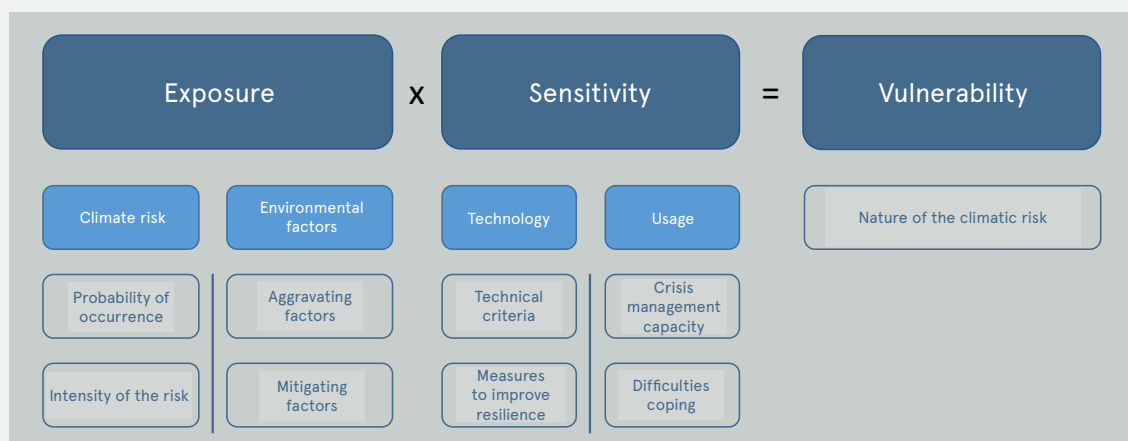 Exposure x Sensitivity = Vulnerability
Climate risk
Environmental
factors
Technology
Usage
Nature of the climatic risk
Probability of
occurrence
Aggravating
factors
Technical
criteria
Crisis
management
capacity
Intensity of the risk
Mitigating
factors
Measures
to improve
resilience
Difficulties
coping